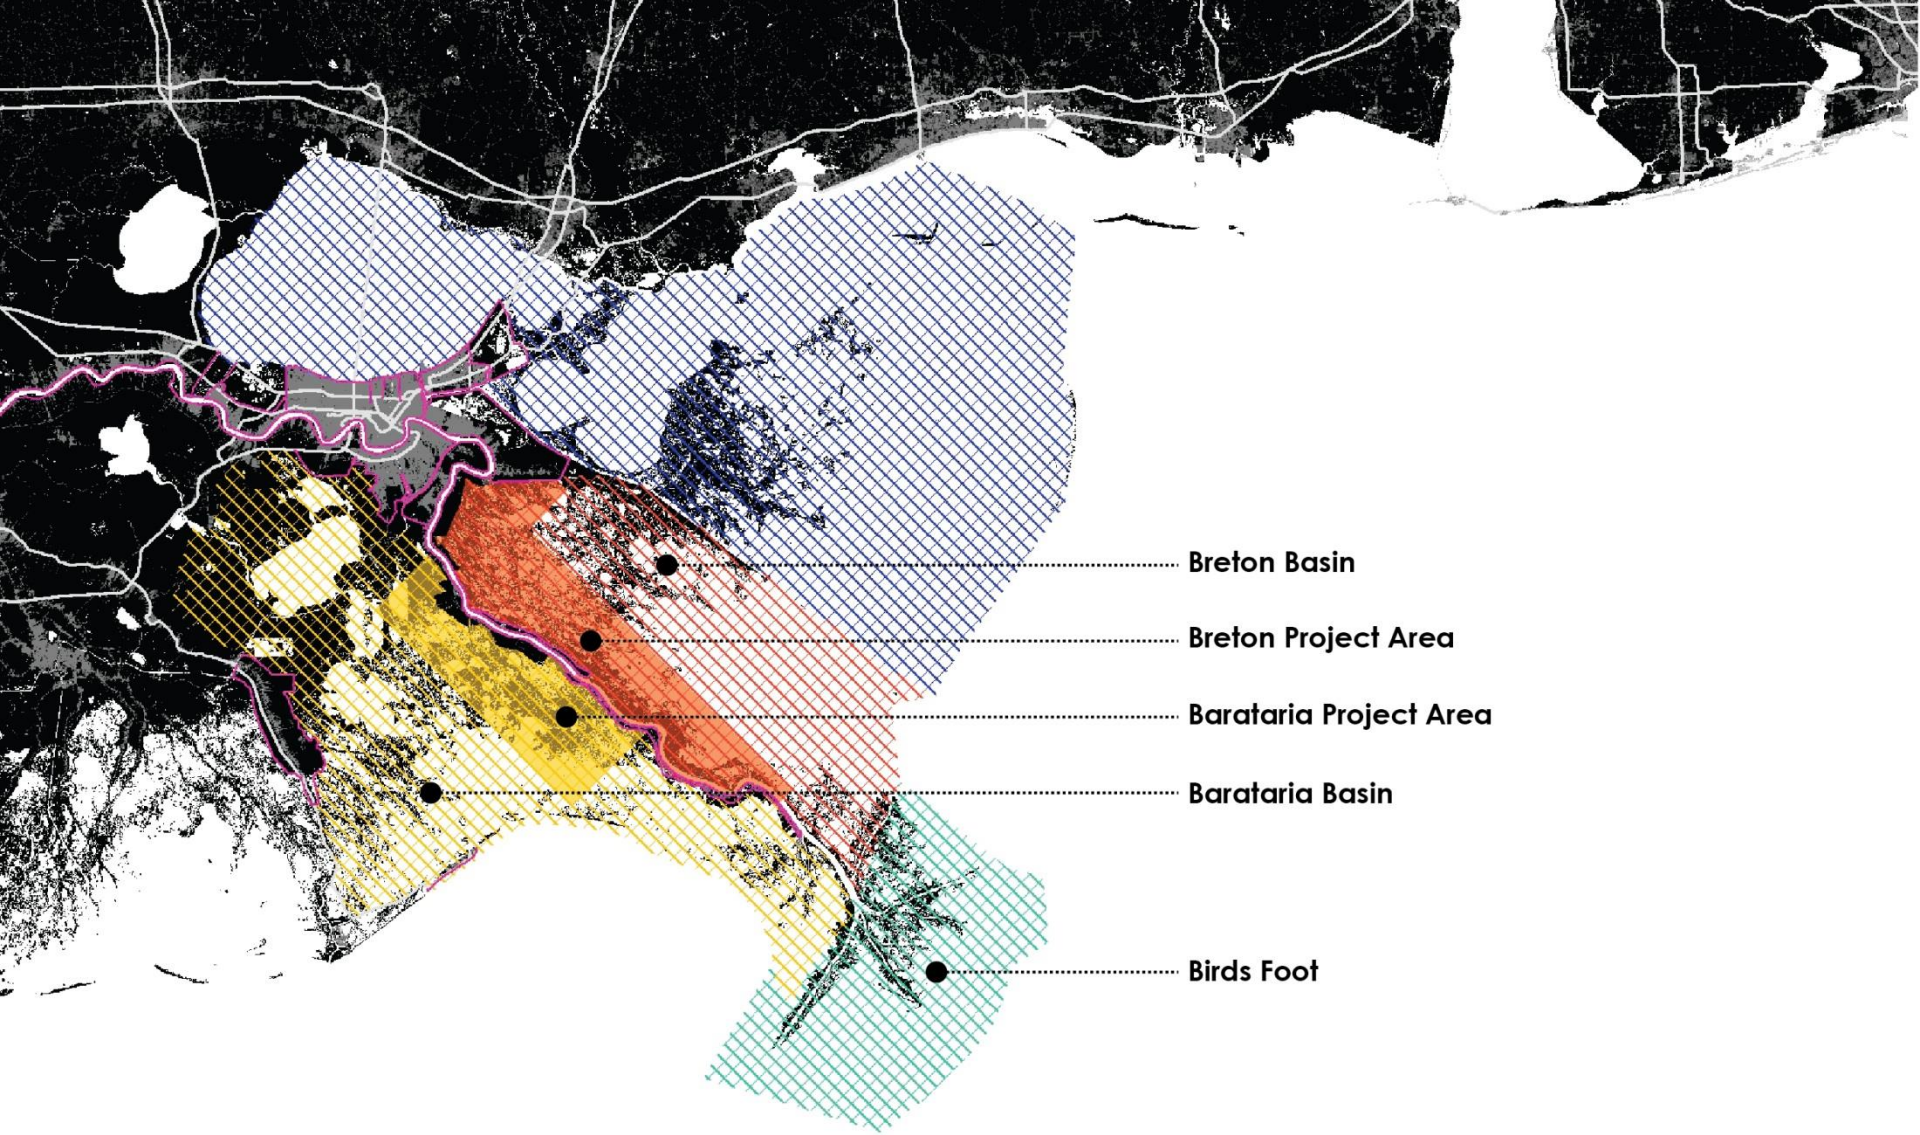 Breton Basin
Breton Project Area
Barataria Project Area
Barataria Basin
Birds Foot